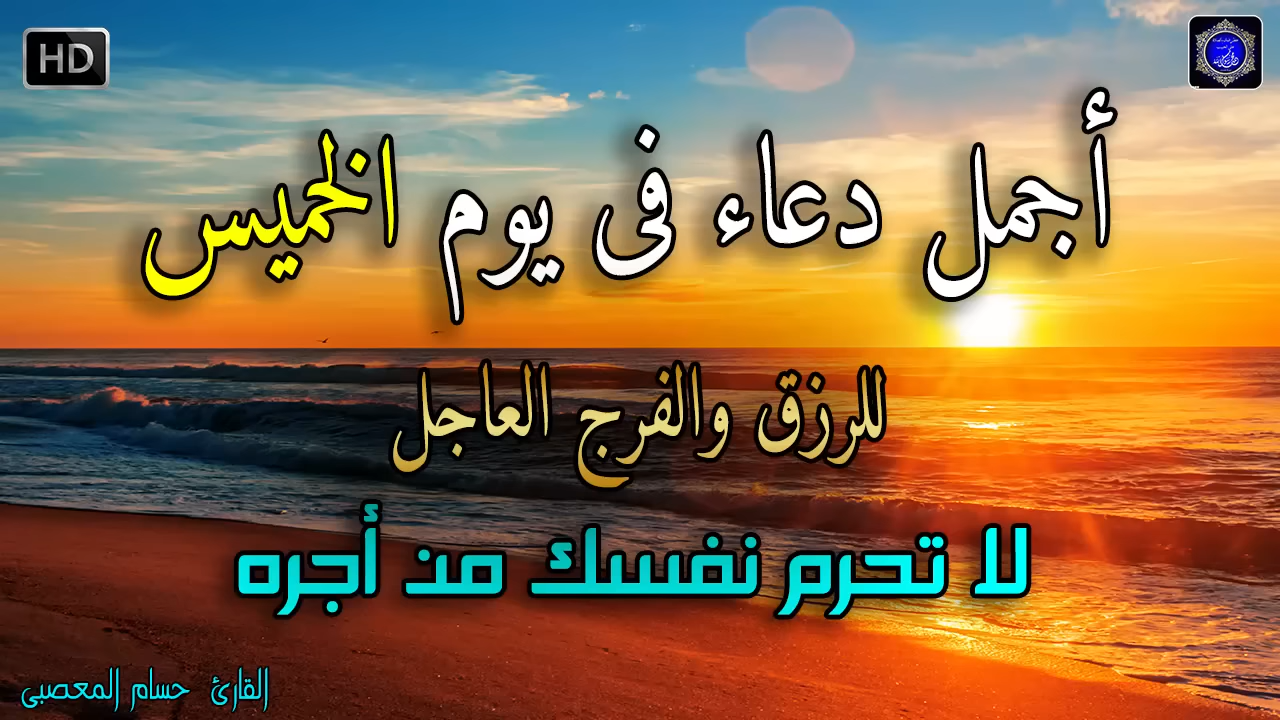 HD
أجمل دعاء فى يوم الخميس
للرزق والفرج العاجل
لا تحرم نفسك من أجره
القارئ حسام المعصبى